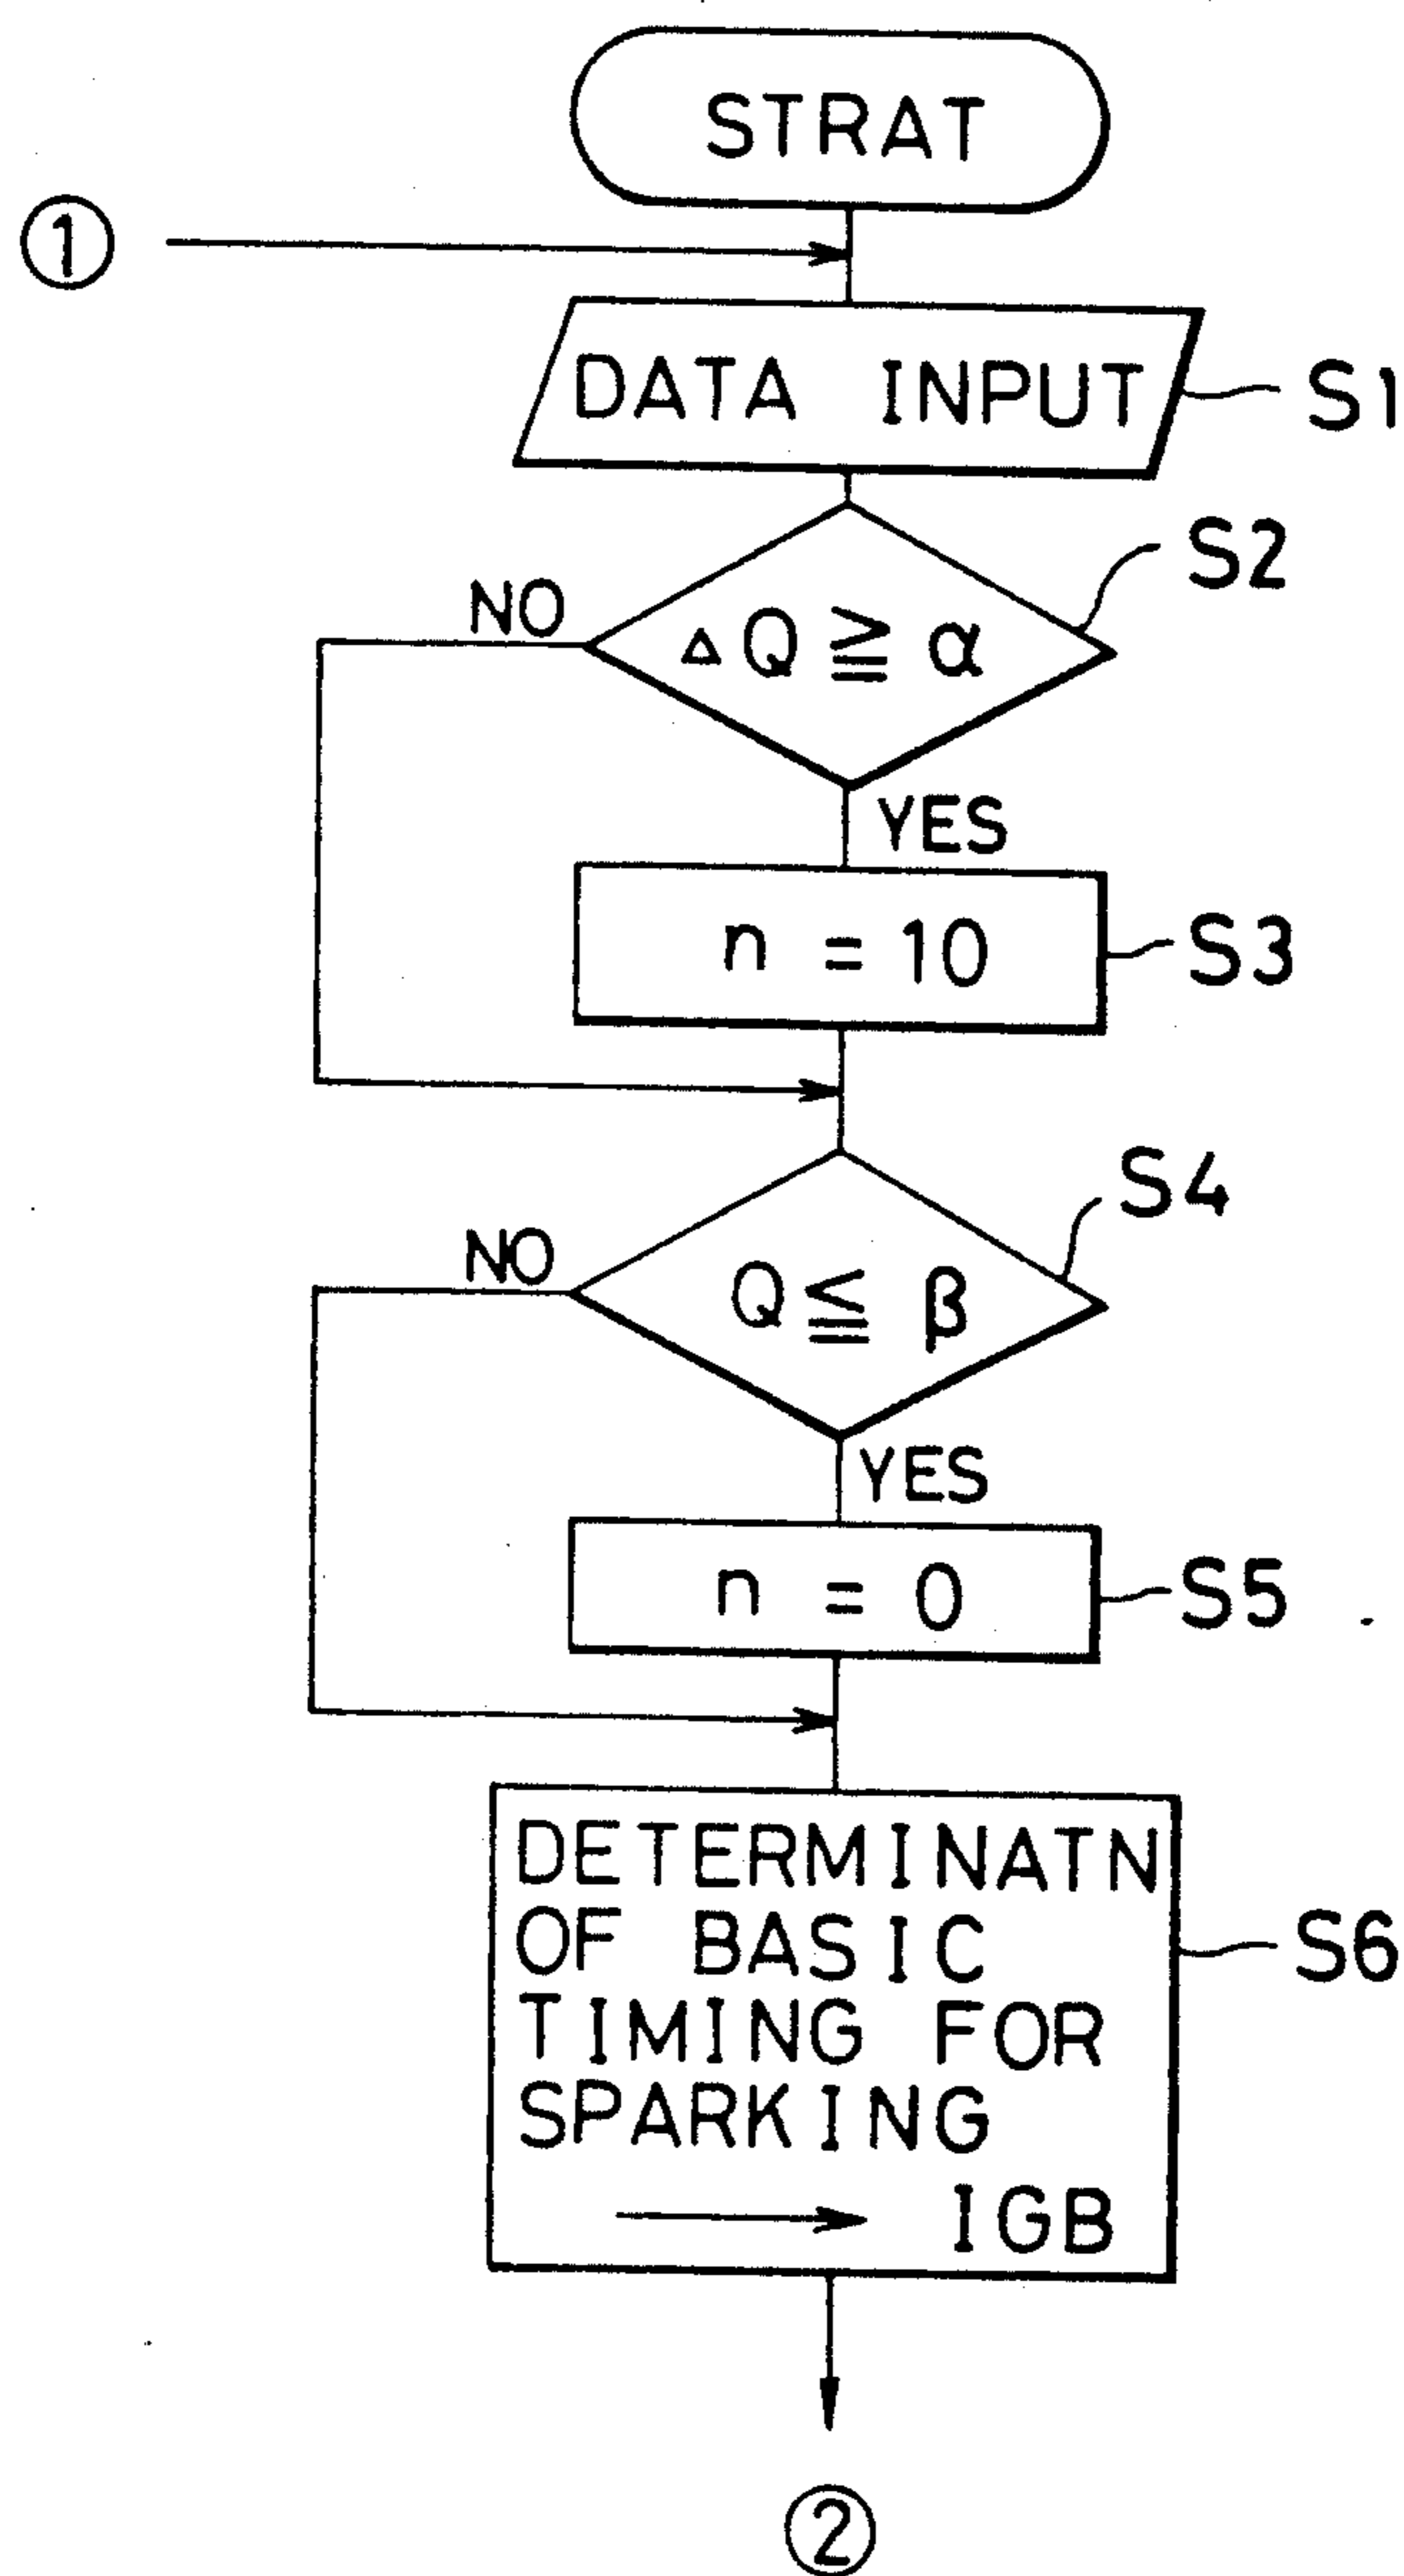 STRAT
①
DATA INPUT
S1
S2
NO
△Q ≧ α
YES
n = 10
S3
S4
NO
Q ≦ β
YES
n = 0
S5
DETERMINATN
OF BASIC
TIMING FOR
SPARKING
→ IGB
S6
②